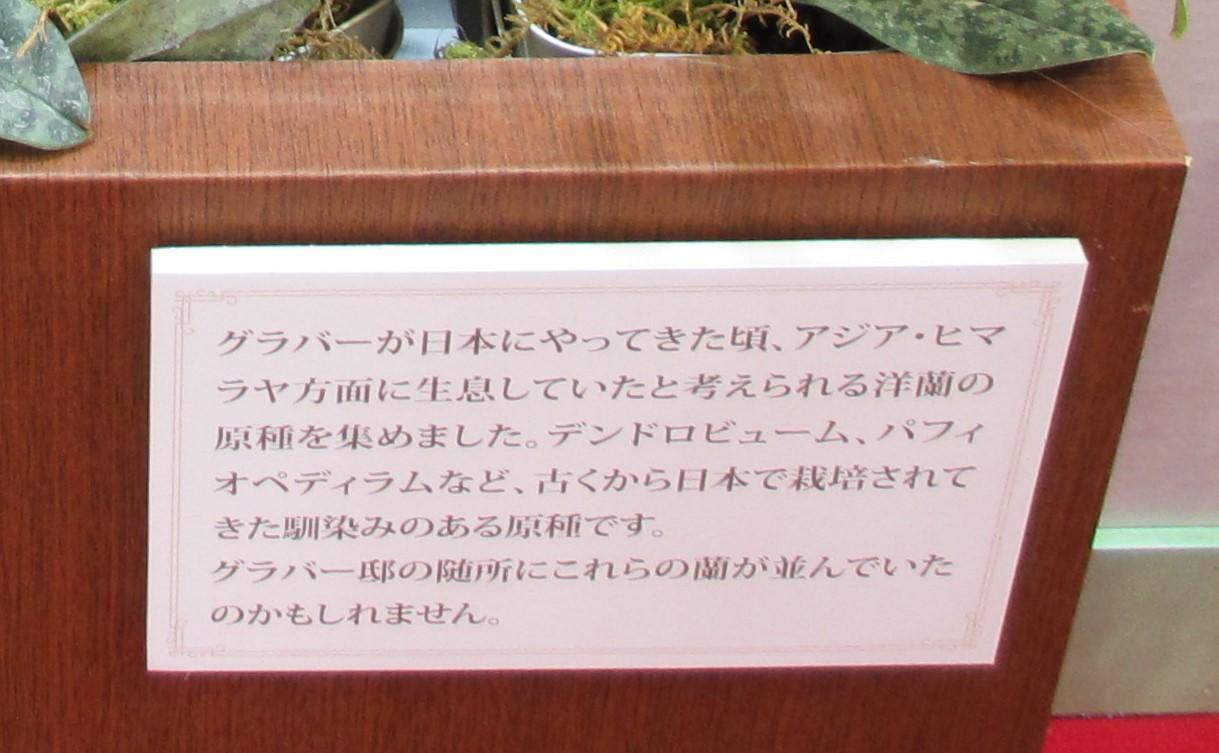 グラバーが日本にやってきた頃、アジア・ヒマ
ラヤ方面に生息していたと考えられる洋蘭の
原種を集めました。デンドロビューム、パフィ
オペディラムなど、古くから日本で栽培されて
きた馴染みのある原種です。
グラバー邸の随所にこれらの蘭が並んでいた
のかもしれません。